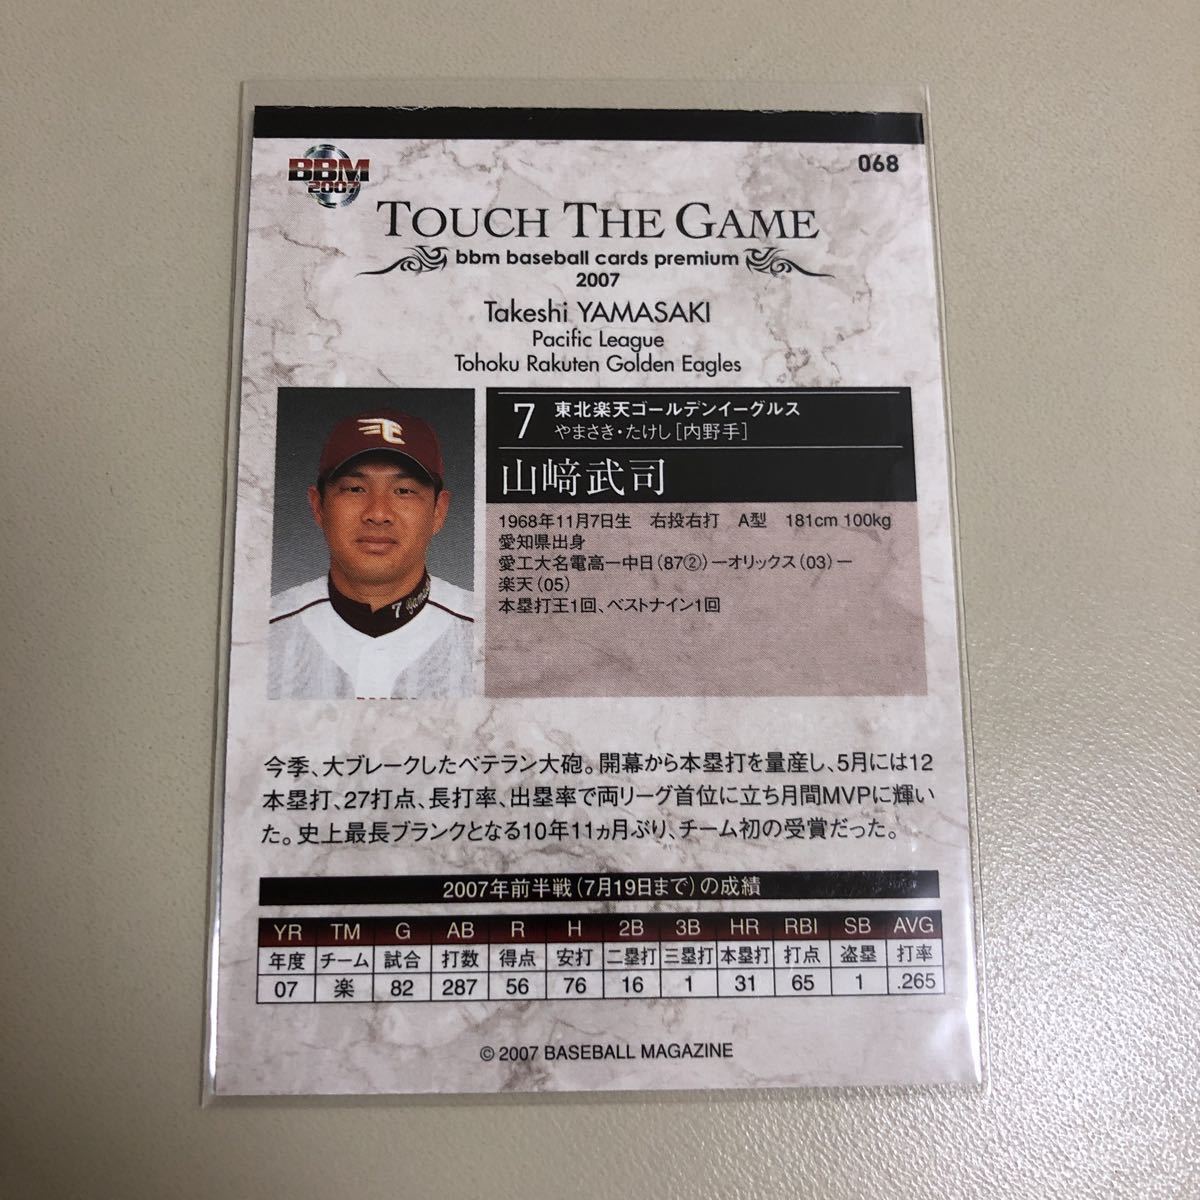 BBM
2007
068
TOUCH THE GAME
bbm baseball cards premium
2007
Takeshi YAMASAKI
Pacific League
Tohoku Rakuten Golden Eagles
7 東北楽天ゴールデンイーグルス
やまさき・たけし[内野手]
山﨑武司
1968年11月7日生 右投右打 A型 181cm 100kg
愛知県出身
愛工大名電高ー中日(87②)ーオリックス(03)ー
楽天(05)
本塁打王1回、ベストナイン1回
7
今季、大ブレークしたベテラン大砲。開幕から本塁打を量産し、5月には12
本塁打、27打点、長打率、出塁率で両リーグ首位に立ち月間MVPに輝い
た。史上最長ブランクとなる10年11ヵ月ぶり、チーム初の受賞だった。
2007年前半戦(7月19日まで)の成績
YR TM G AB R H 2B 3B HR RBI SB AVG
年度 チーム 試合 打数 得点 安打 二塁打 三塁打 本塁打 打点 盗塁 打率
07 楽 82 287 56 76 16 1 31 65 1 .265
© 2007 BASEBALL MAGAZINE